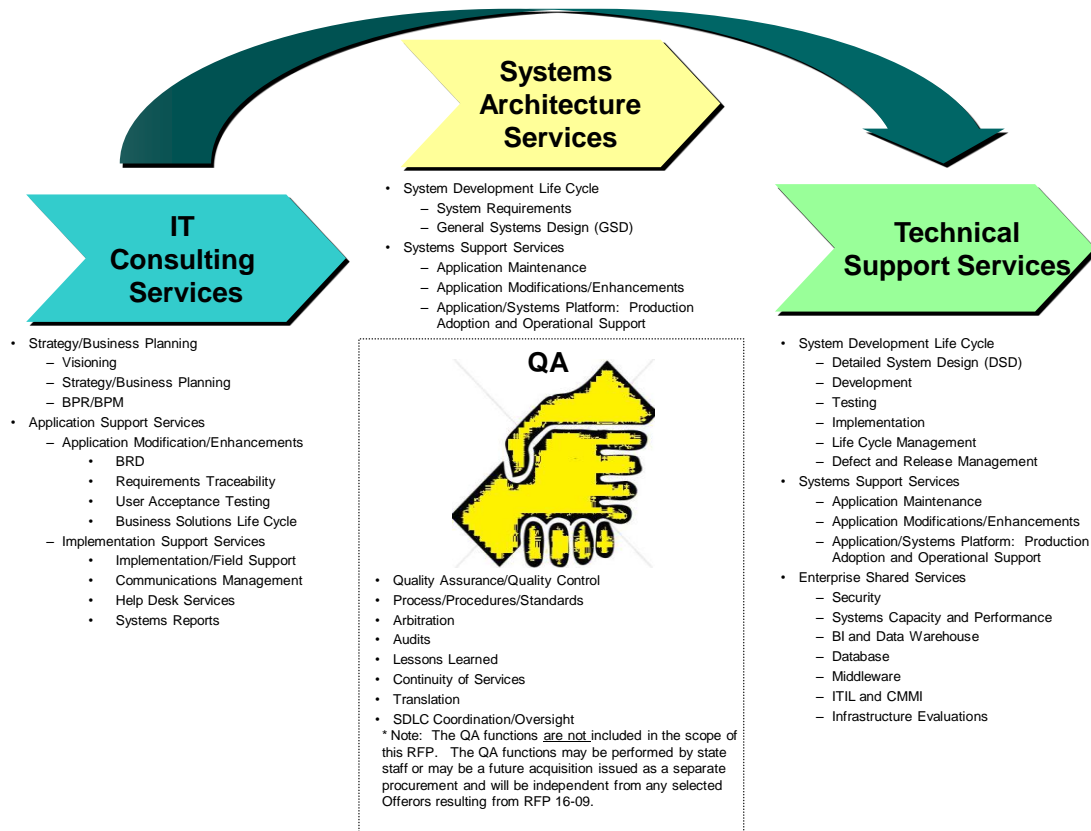 Systems
Architecture
Services
• System Development Life Cycle
– System Requirements
– General Systems Design (GSD)
• Systems Support Services
– Application Maintenance
– Application Modifications/Enhancements
– Application/Systems Platform: Production
Adoption and Operational Support
IT
Consulting
Services
• Strategy/Business Planning
– Visioning
– Strategy/Business Planning
– BPR/BPM
• Application Support Services
– Application Modification/Enhancements
• BRD
• Requirements Traceability
• User Acceptance Testing
• Business Solutions Life Cycle
– Implementation Support Services
• Implementation/Field Support
• Communications Management
• Help Desk Services
• Systems Reports
QA
• Quality Assurance/Quality Control
• Process/Procedures/Standards
• Arbitration
• Audits
• Lessons Learned
• Continuity of Services
• Translation
• SDLC Coordination/Oversight
* Note: The QA functions are not included in the scope of
this RFP. The QA functions may be performed by state
staff or may be a future acquisition issued as a separate
procurement and will be independent from any selected
Offerors resulting from RFP 16-09.
Technical
Support Services
• System Development Life Cycle
– Detailed System Design (DSD)
– Development
– Testing
– Implementation
– Life Cycle Management
– Defect and Release Management
• Systems Support Services
– Application Maintenance
– Application Modifications/Enhancements
– Application/Systems Platform: Production
Adoption and Operational Support
• Enterprise Shared Services
– Security
– Systems Capacity and Performance
– BI and Data Warehouse
– Database
– Middleware
– ITIL and CMMI
– Infrastructure Evaluations